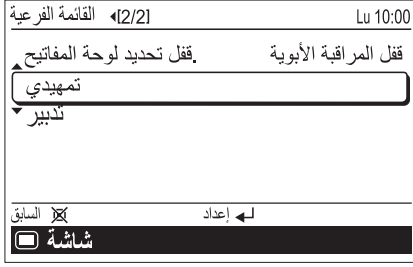 القائمة الفرعية ◀[2/2] Lu 10:00
قفل المراقبة الأبوية .قفل تحديد لوحة المفاتيح
تمهيدي
تدبير
السابق إعداد
شاشة